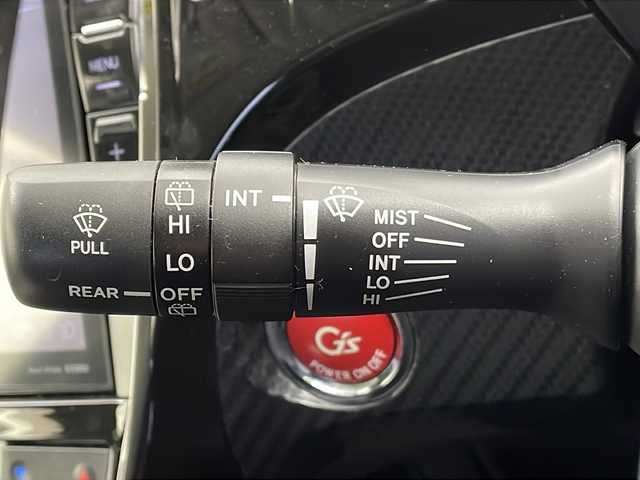 MENU
+
PULL
REAR
HI
LO
OFF
INT
MIST
OFF
INT
LO
HI
G's
POWER ON OFF